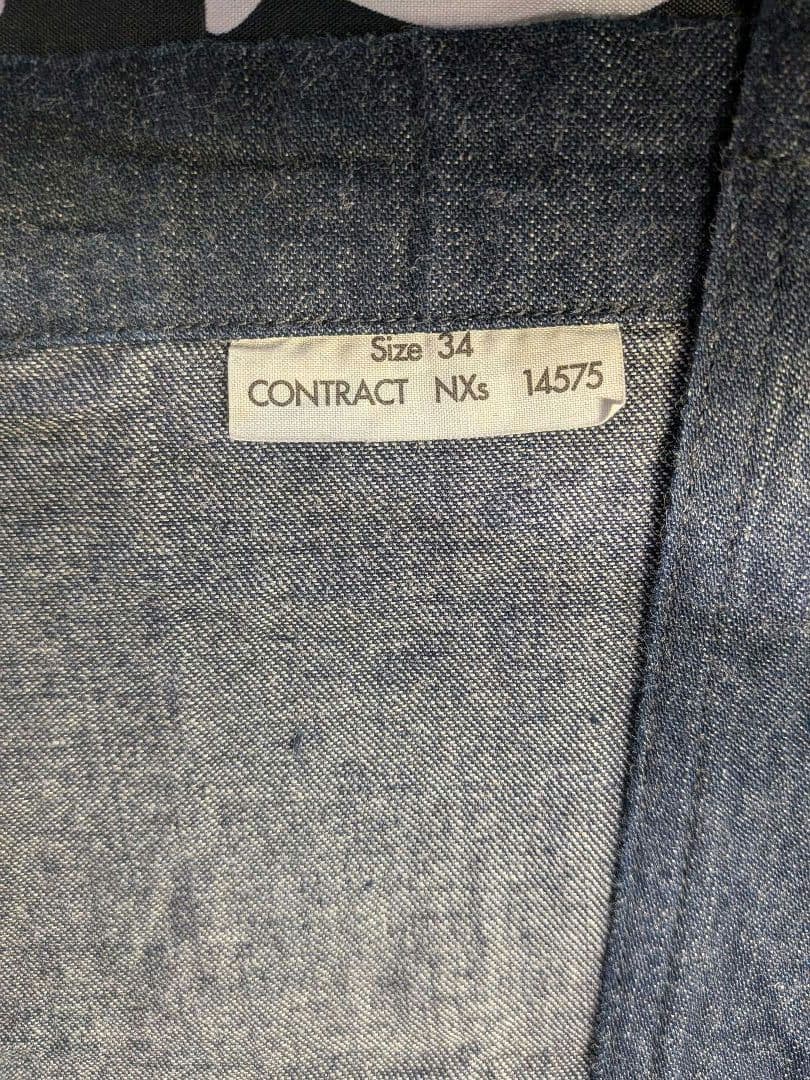 Size 34
CONTRACT NXs 14575